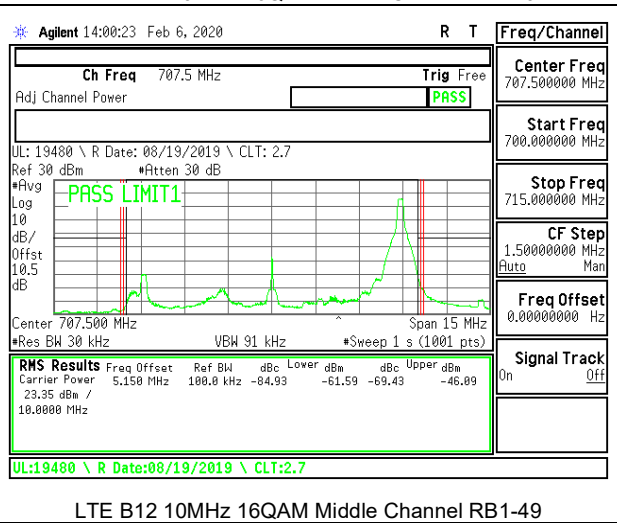 Agilent 14:00:23 Feb 6, 2020 R T
Freq/Channel
Ch Freq 707.5 MHz Trig Free
Adj Channel Power PASS
Center Freq
707.500000 MHz
Start Freq
700.000000 MHz
UL: 19480 \ R Date: 08/19/2019 \ CLT: 2.7
Ref 30 dBm #Atten 30 dB
#Avg
Log
10
dB/
Offst
10.5
dB
PASS LIMIT1
Stop Freq
715.000000 MHz
CF Step
1.50000000 MHz
Auto Man
Center 707.500 MHz Span 15 MHz
#Res BW 30 kHz VBW 91 kHz #Sweep 1 s (1001 pts)
Freq Offset
0.00000000 Hz
RMS Results Freq Offset Ref BW dBc Lower dBm dBc Upper dBm
Carrier Power 5.150 MHz 100.0 kHz -84.93 -61.59 -69.43 -46.09
23.35 dBm /
10.0000 MHz
Signal Track
On Off
UL:19480 \ R Date:08/19/2019 \ CLT:2.7
LTE B12 10MHz 16QAM Middle Channel RB1-49